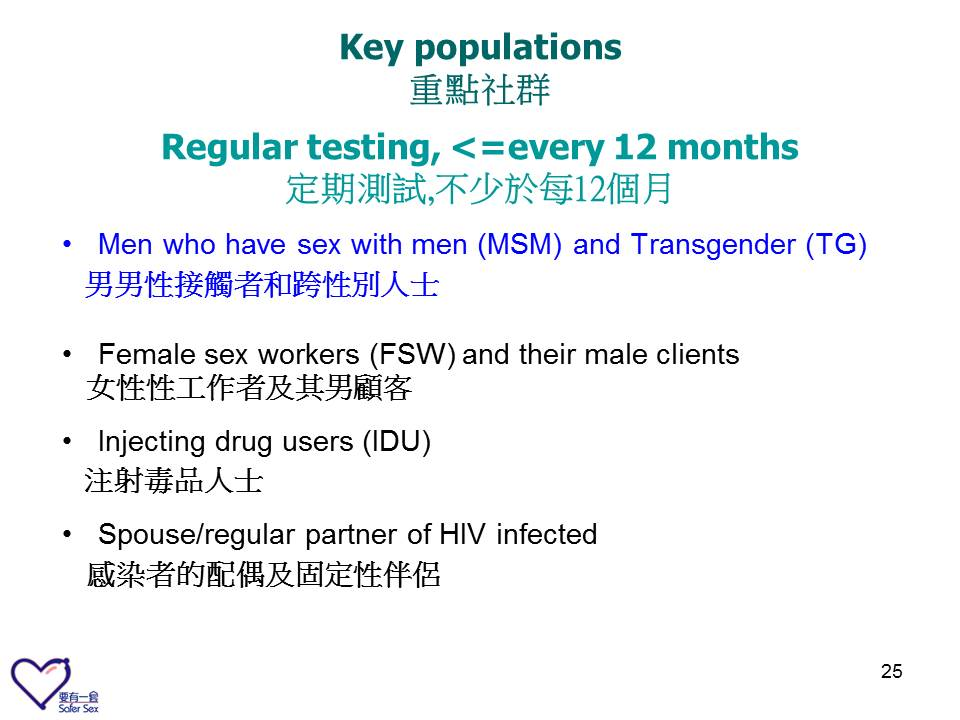 Key populations
重點社群
Regular testing, <=every 12 months
定期測試,不少於每12個月
• Men who have sex with men (MSM) and Transgender (TG)
男男性接觸者和跨性別人士
• Female sex workers (FSW) and their male clients
女性性工作者及其男顧客
• Injecting drug users (IDU)
注射毒品人士
• Spouse/regular partner of HIV infected
感染者的配偶及固定性伴侶
要有一套
Safer Sex
25